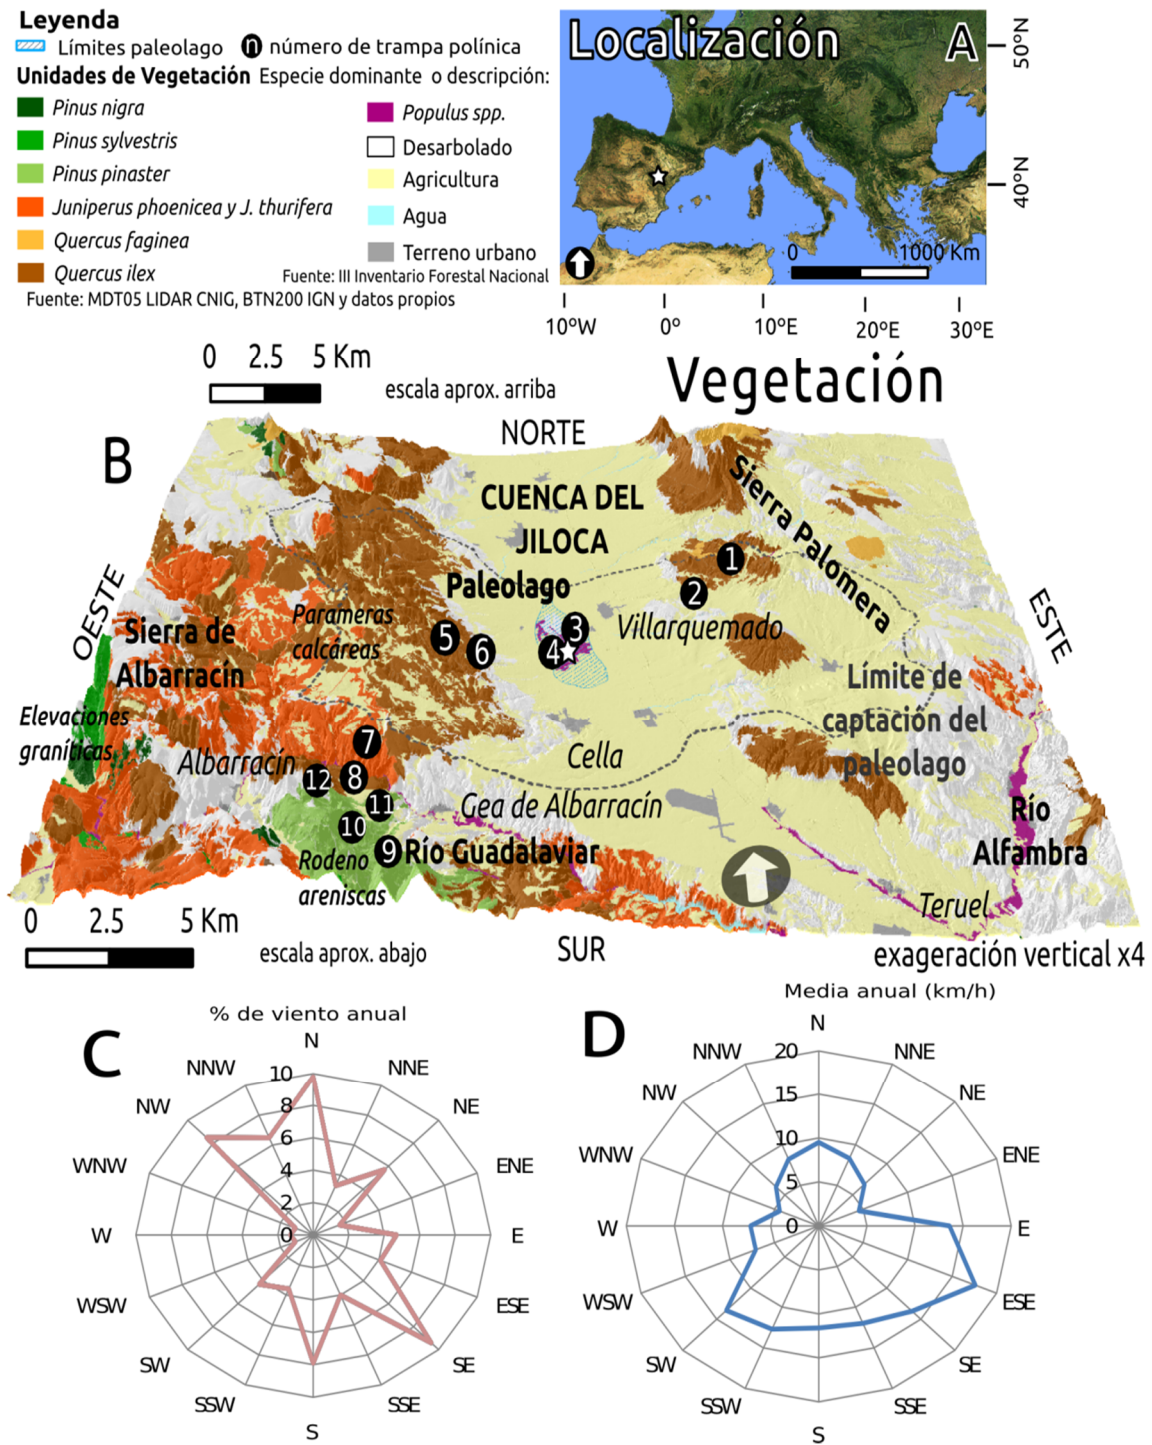 Leyenda
Límites paleolago n número de trampa polínica
Unidades de Vegetación Especie dominante o descripción:
Pinus nigra
Pinus sylvestris
Pinus pinaster
Juniperus phoenicea y J. thurifera
Quercus faginea
Quercus ilex
Populus spp.
Desarbolado
Agricultura
Agua
Terreno urbano
Fuente: III Inventario Forestal Nacional
Fuente: MDT05 LIDAR CNIG, BTN200 IGN y datos propios
Localización A
50ºN
40ºN
0 1000 Km
10ºW 0º 10ºE 20ºE 30ºE
0 2.5 5 Km
escala aprox. arriba
Vegetación
B
NORTE
CUENCA DEL
JILOCA
Paleolago
Sierra Palomera
OESTE
ESTE
1
2
3
4
5
6
Villarquemado
Parameras
calcáreas
Sierra de
Albarracín
Elevaciones
graníticas
Límite de
captación del
paleolago
7
Albarracín
12
8
11
10
9
Cella
Gea de Albarracín
Río Guadalaviar
Rodeno
areniscas
Río
Alfambra
Teruel
0 2.5 5 Km
escala aprox. abajo
SUR
exageración vertical x4
C
% de viento anual
N
NNE
NE
ENE
E
ESE
SE
SSE
S
SSW
SW
WSW
W
WNW
NW
NNW
10
8
6
4
2
0
D
Media anual (km/h)
N
NNE
NE
ENE
E
ESE
SE
SSE
S
SSW
SW
WSW
W
WNW
NW
NNW
20
15
10
5
0